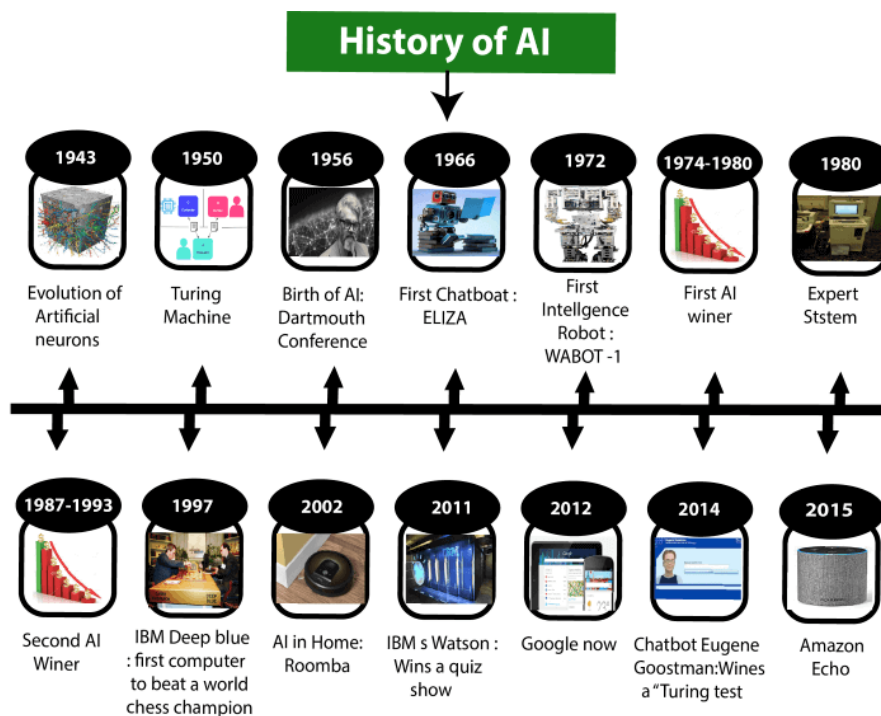 History of AI
1943
1950
1956
1966
1972
1974-1980
1980
Evolution of
Artificial
neurons
Turing
Machine
Birth of AI:
Dartmouth
Conference
First Chatboat :
ELIZA
First
Intellgence
Robot :
WABOT -1
First AI
winer
Expert
Ststem
1987-1993
1997
2002
2011
2012
2014
2015
Second AI
Winer
IBM Deep blue
: first computer
to beat a world
chess champion
AI in Home:
Roomba
IBM s Watson :
Wins a quiz
show
Google now
Chatbot Eugene
Goostman:Wines
a "Turing test
Amazon
Echo